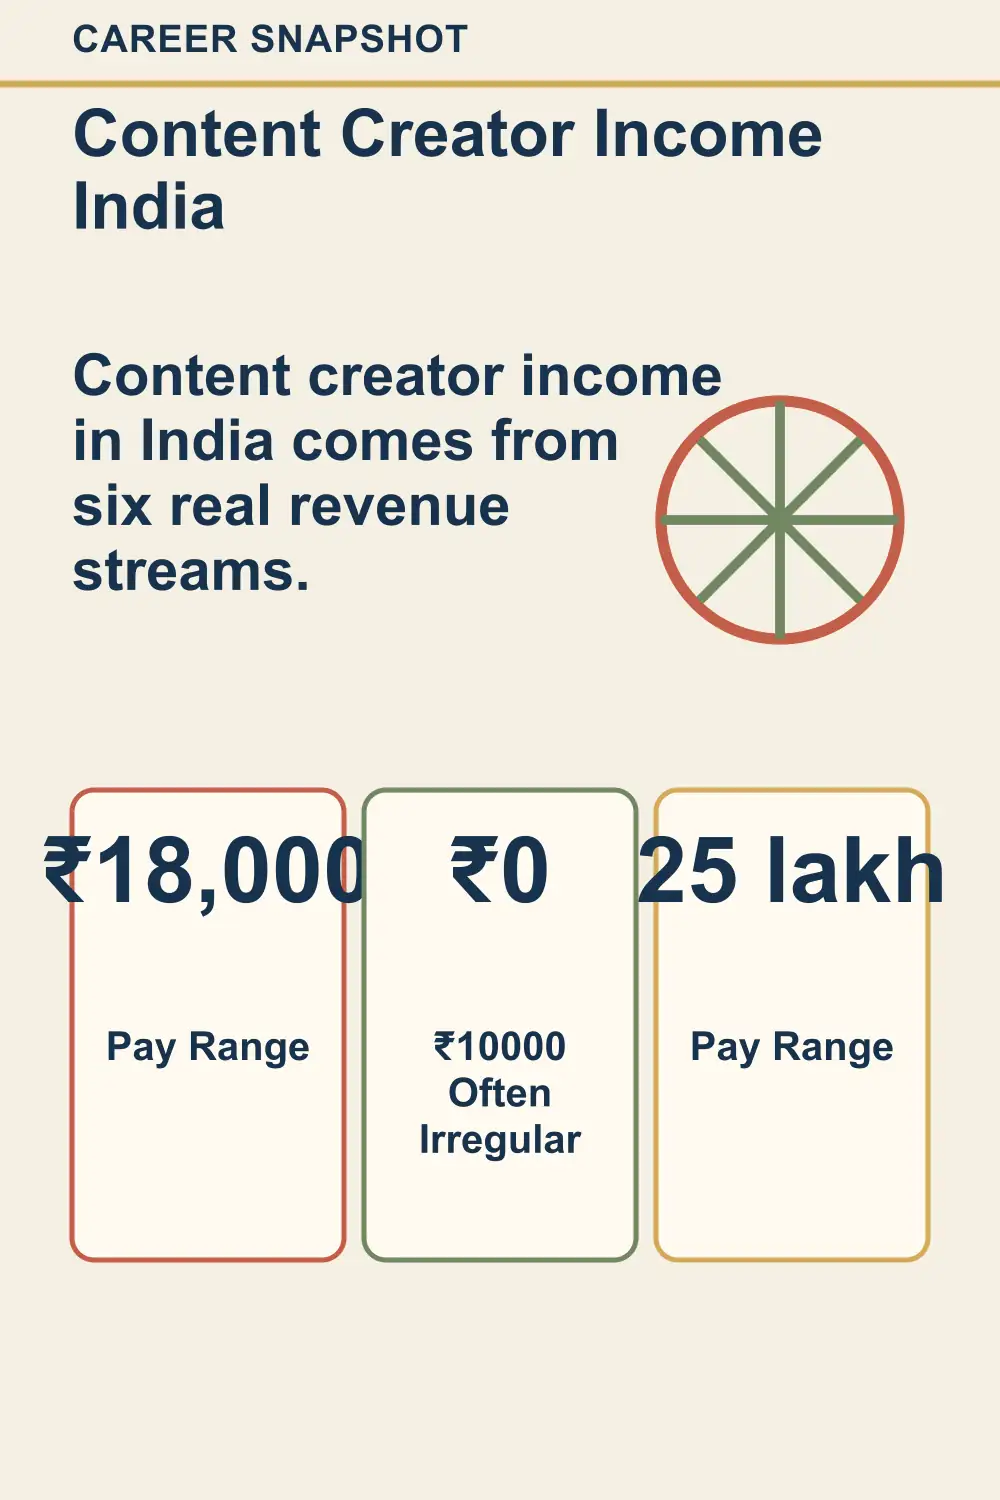 CAREER SNAPSHOT
Content Creator Income
India
Content creator income
in India comes from
six real revenue
streams.
₹18,000
Pay Range
₹0
₹10000
Often
Irregular
25 lakh
Pay Range